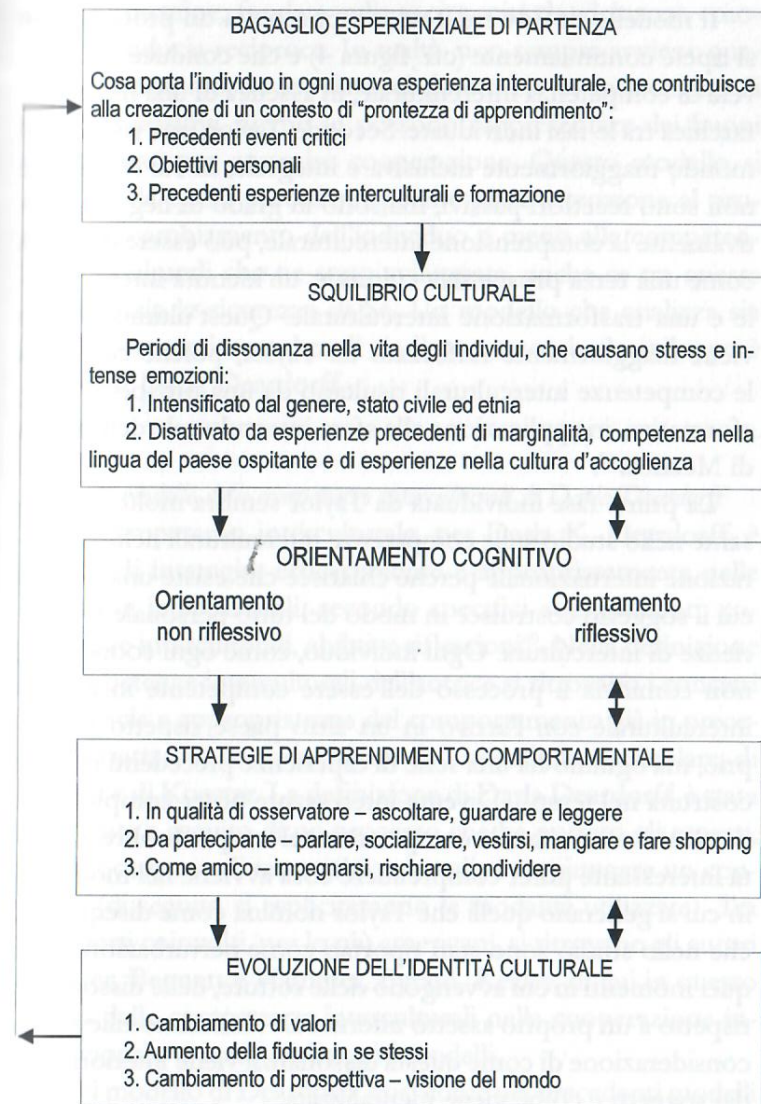 BAGAGLIO ESPERIENZIALE DI PARTENZA
Cosa porta l'individuo in ogni nuova esperienza interculturale, che contribuisce
alla creazione di un contesto di “prontezza di apprendimento”:
1. Precedenti eventi critici
2. Obiettivi personali
3. Precedenti esperienze interculturali e formazione
SQUILIBRIO CULTURALE
Periodi di dissonanza nella vita degli individui, che causano stress e in-
tense emozioni:
1. Intensificato dal genere, stato civile ed etnia
2. Disattivato da esperienze precedenti di marginalità, competenza nella
lingua del paese ospitante e di esperienze nella cultura d'accoglienza
ORIENTAMENTO COGNITIVO
Orientamento Orientamento
non riflessivo riflessivo
STRATEGIE DI APPRENDIMENTO COMPORTAMENTALE
1. In qualità di osservatore – ascoltare, guardare e leggere
2. Da partecipante – parlare, socializzare, vestirsi, mangiare e fare shopping
3. Come amico – impegnarsi, rischiare, condividere
EVOLUZIONE DELL'IDENTITÀ CULTURALE
1. Cambiamento di valori
2. Aumento della fiducia in se stessi
3. Cambiamento di prospettiva – visione del mondo